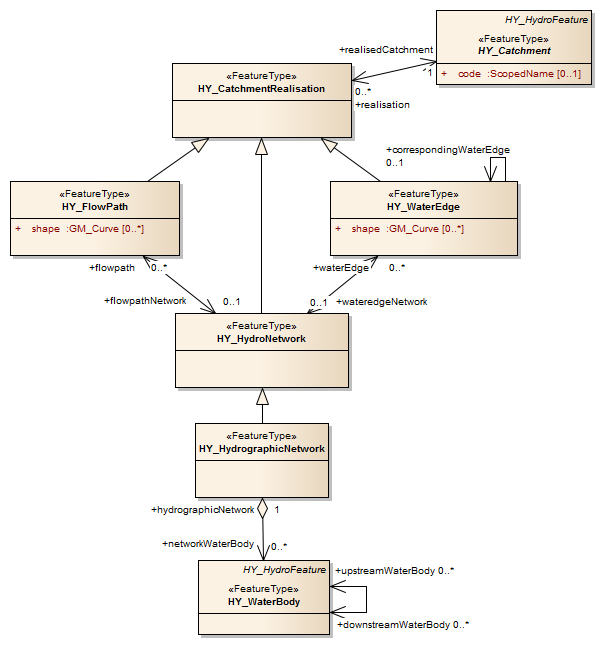 HY_HydroFeature
«FeatureType»
HY_Catchment
+ code :ScopedName [0..1]
+realisedCatchment
1
«FeatureType»
HY_CatchmentRealisation
0..*
+realisation
+correspondingWaterEdge
0..1
«FeatureType»
HY_FlowPath
+ shape :GM_Curve [0..*]
«FeatureType»
HY_WaterEdge
+ shape :GM_Curve [0..*]
+flowpath 0..*
+waterEdge 0..*
+flowpathNetwork 0..1
0..1 +wateredgeNetwork
«FeatureType»
HY_HydroNetwork
«FeatureType»
HY_HydrographicNetwork
+hydrographicNetwork 1
+networkWaterBody 0..*
HY_HydroFeature
«FeatureType»
HY_WaterBody
+upstreamWaterBody 0..*
+downstreamWaterBody 0..*